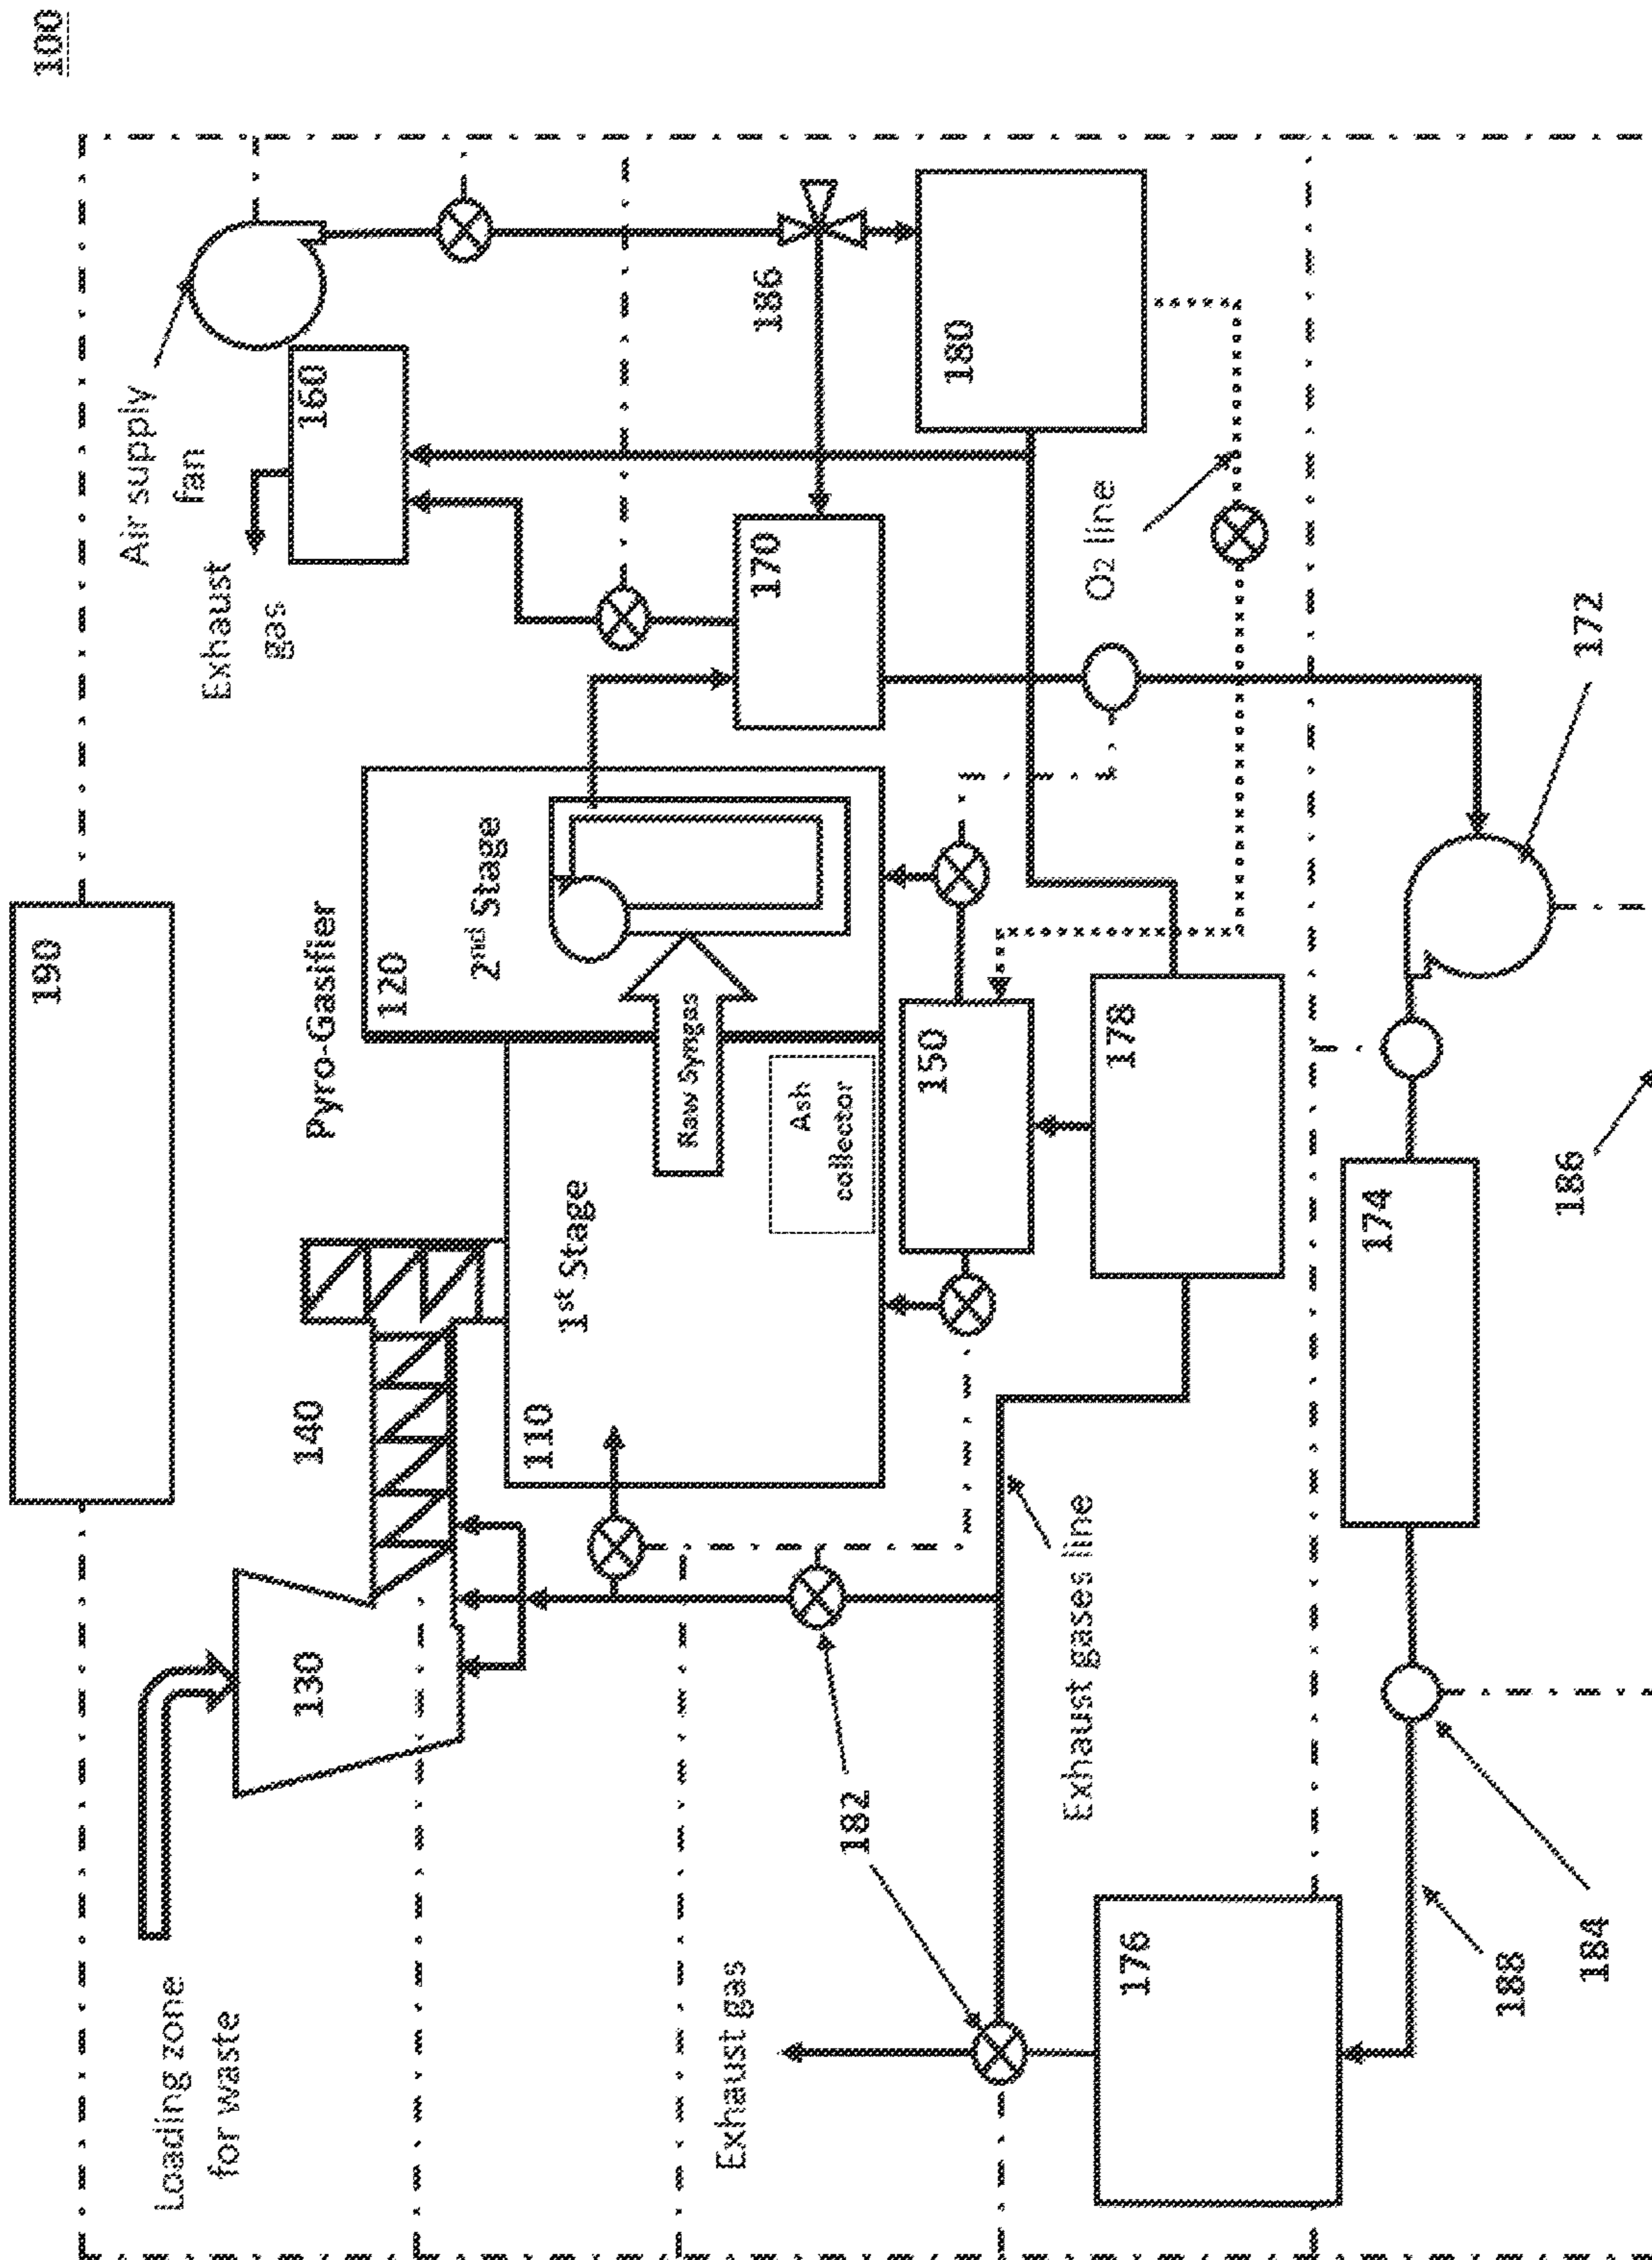 100
190
Air supply
fan
Exhaust
gas
160
186
180
170
O2 line
172
Pyro-Gasifier
120
2nd Stage
Raw Syngas
Ash
collector
1st Stage
110
140
150
178
174
186
130
Loading zone
for waste
182
Exhaust gas
Exhaust gases line
176
188
184